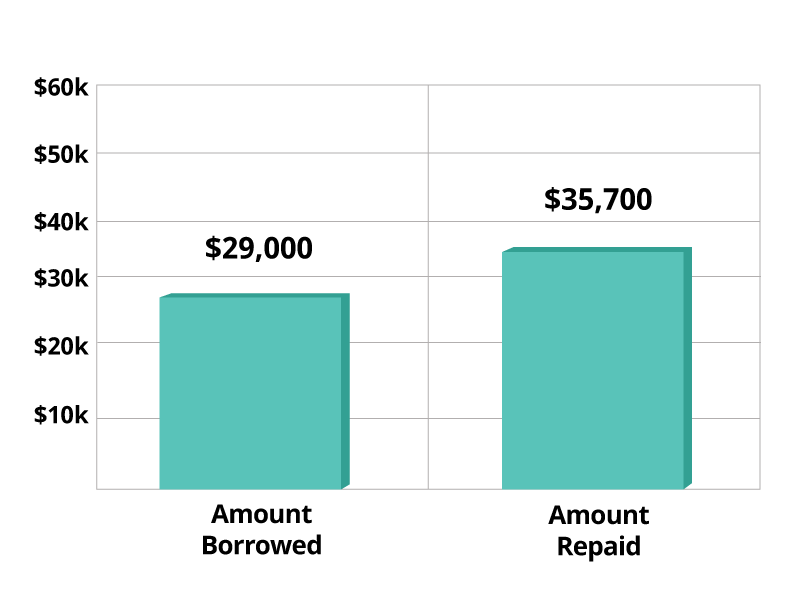 $60k
$50k
$40k
$30k
$20k
$10k
$29,000
$35,700
Amount
Borrowed
Amount
Repaid